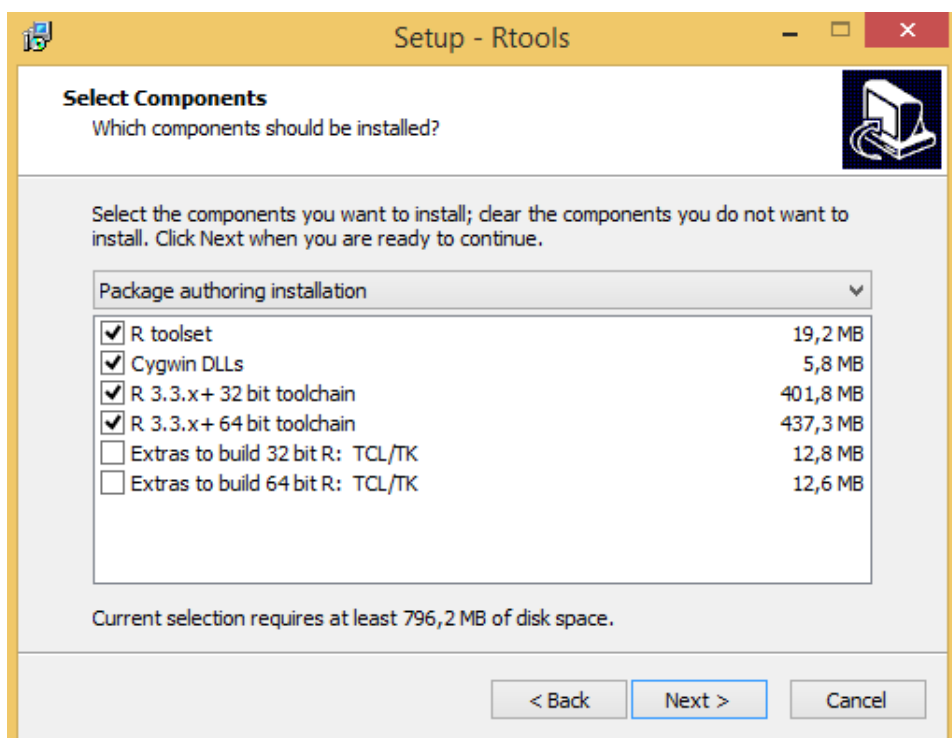 Setup - Rtools
Select Components
Which components should be installed?
Select the components you want to install; clear the components you do not want to
install. Click Next when you are ready to continue.
Package authoring installation
R toolset 19,2 MB
Cygwin DLLs 5,8 MB
R 3.3.x+ 32 bit toolchain 401,8 MB
R 3.3.x+ 64 bit toolchain 437,3 MB
Extras to build 32 bit R: TCL/TK 12,8 MB
Extras to build 64 bit R: TCL/TK 12,6 MB
Current selection requires at least 796,2 MB of disk space.
< Back Next > Cancel